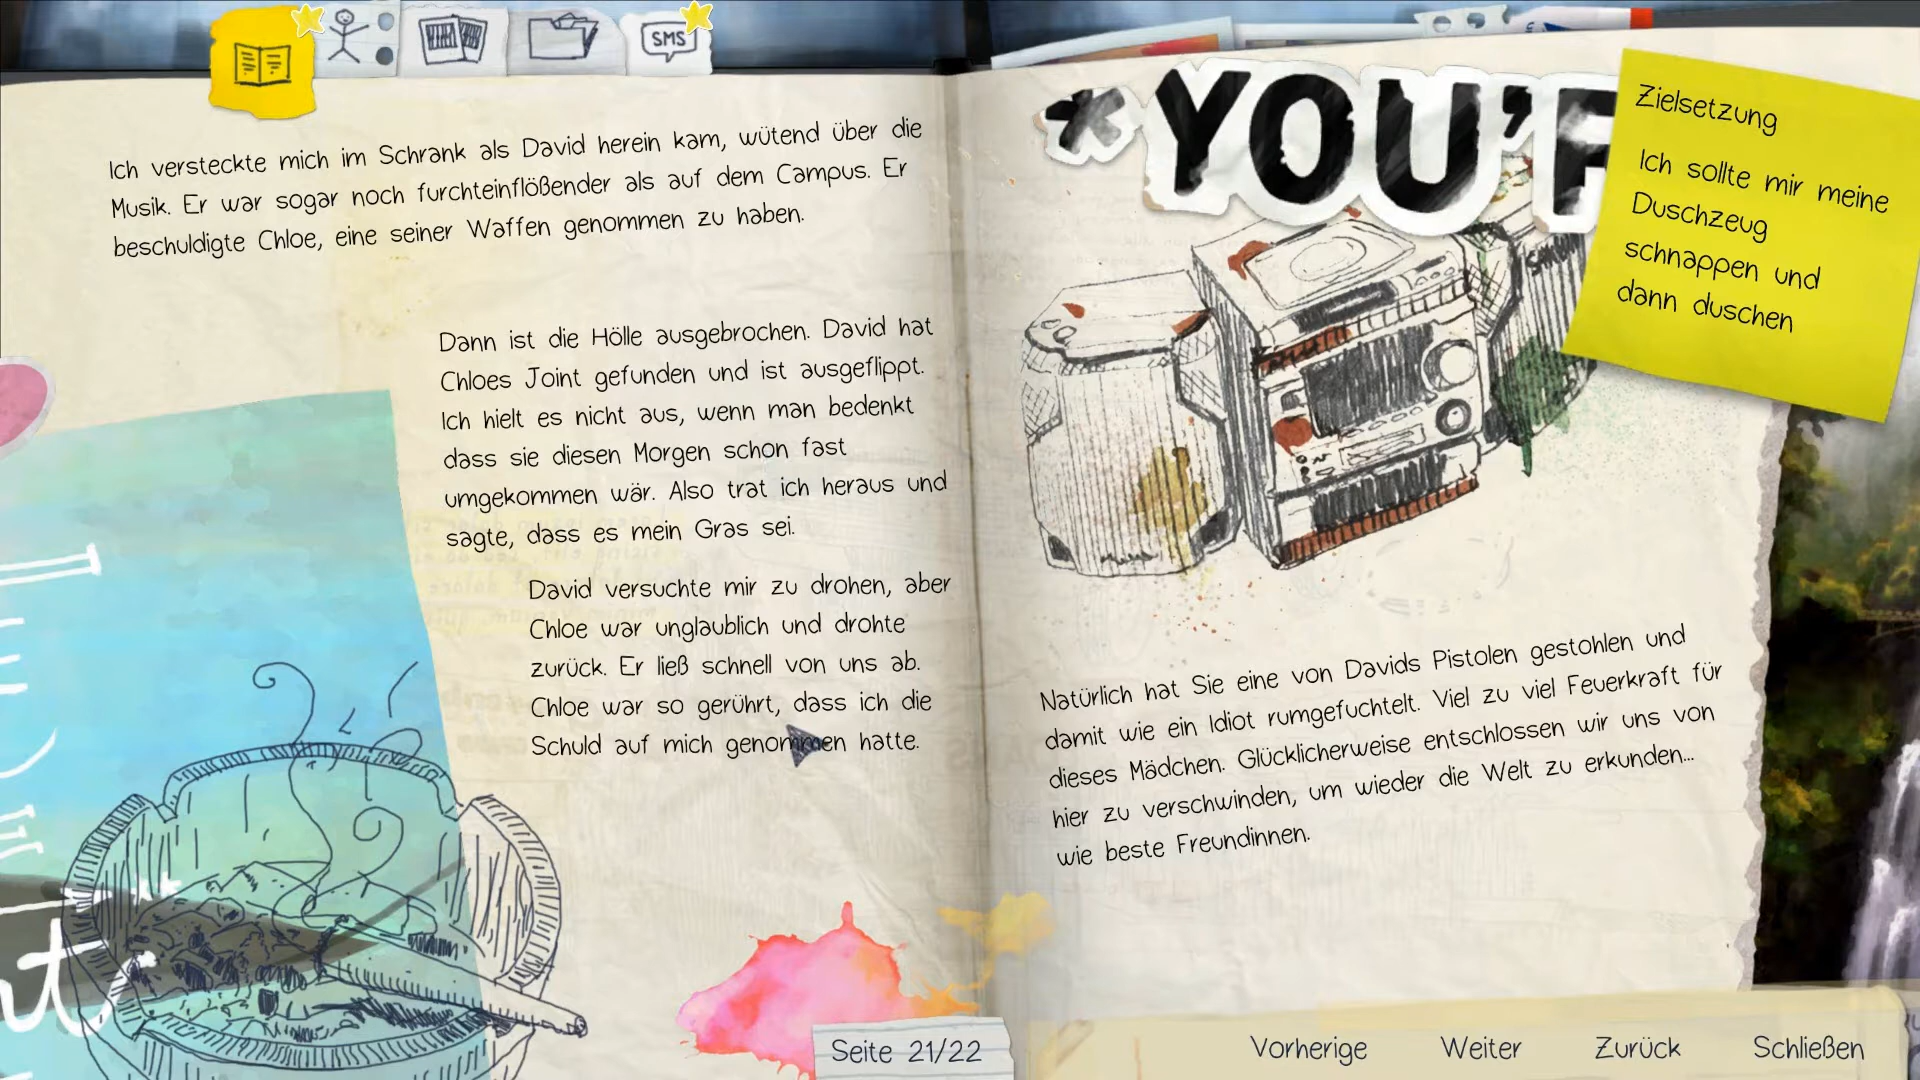 SMS
Ich versteckte mich im Schrank als David herein kam, wütend über die
Musik. Er war sogar noch furchteinflößender als auf dem Campus. Er
beschuldigte Chloe, eine seiner Waffen genommen zu haben.
Dann ist die Hölle ausgebrochen. David hat
Chloes Joint gefunden und ist ausgeflippt.
Ich hielt es nicht aus, wenn man bedenkt
dass sie diesen Morgen schon fast
umgekommen wär. Also trat ich heraus und
sagte, dass es mein Gras sei.
David versuchte mir zu drohen, aber
Chloe war unglaublich und drohte
zurück. Er ließ schnell von uns ab.
Chloe war so gerührt, dass ich die
Schuld auf mich genommen hatte.
*YOU'R
Zielsetzung
Ich sollte mir meine
Duschzeug
schnappen und
dann duschen
Natürlich hat Sie eine von Davids Pistolen gestohlen und
damit wie ein Idiot rumgefuchtelt. Viel zu viel Feuerkraft für
dieses Mädchen. Glücklicherweise entschlossen wir uns von
hier zu verschwinden, um wieder die Welt zu erkunden...
wie beste Freundinnen.
Seite 21/22
Vorherige Weiter Zurück Schließen